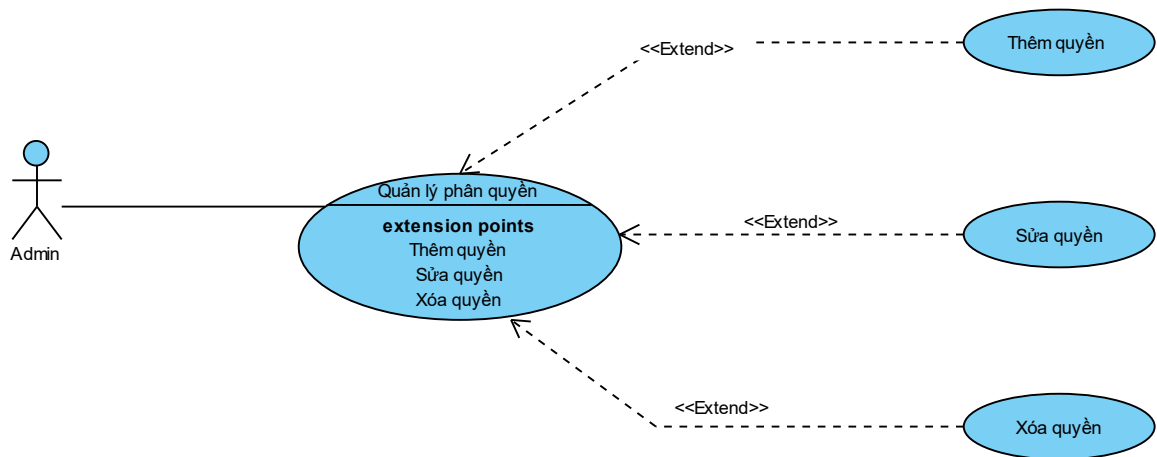 <<Extend>>
Thêm quyền
Quản lý phân quyền
extension points
Thêm quyền
Sửa quyền
Xóa quyền
Admin
<<Extend>>
Sửa quyền
<<Extend>>
Xóa quyền